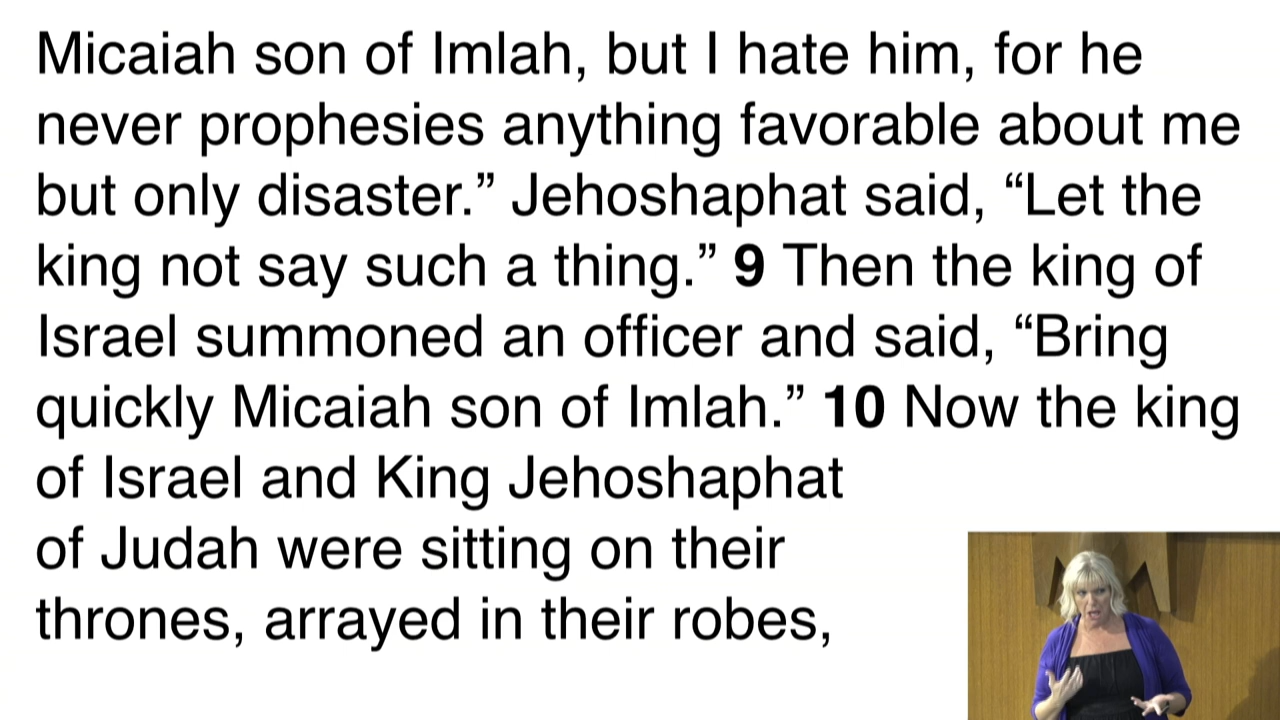 Micaiah son of Imlah, but I hate him, for he
never prophesies anything favorable about me
but only disaster.” Jehoshaphat said, “Let the
king not say such a thing.” 9 Then the king of
Israel summoned an officer and said, “Bring
quickly Micaiah son of Imlah.” 10 Now the king
of Israel and King Jehoshaphat
of Judah were sitting on their
thrones, arrayed in their robes,